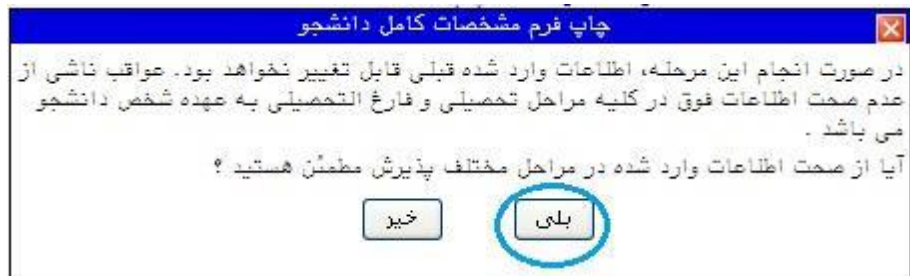 چاپ فرم مشخصات کامل دانشجو
در صورت انجام این مرحله، اطلاعات وارد شده قبلی قابل تغییر نخواهد بود. عواقب ناشی از
عدم صحت اطلاعات فوق در کلیه مراحل تحصیلی و فارغ التحصیلی به عهده شخص دانشجو
می باشد .
آیا از صحت اطلاعات وارد شده در مراحل مختلف پذیرش مطمئن هستید ؟
بلی
خیر